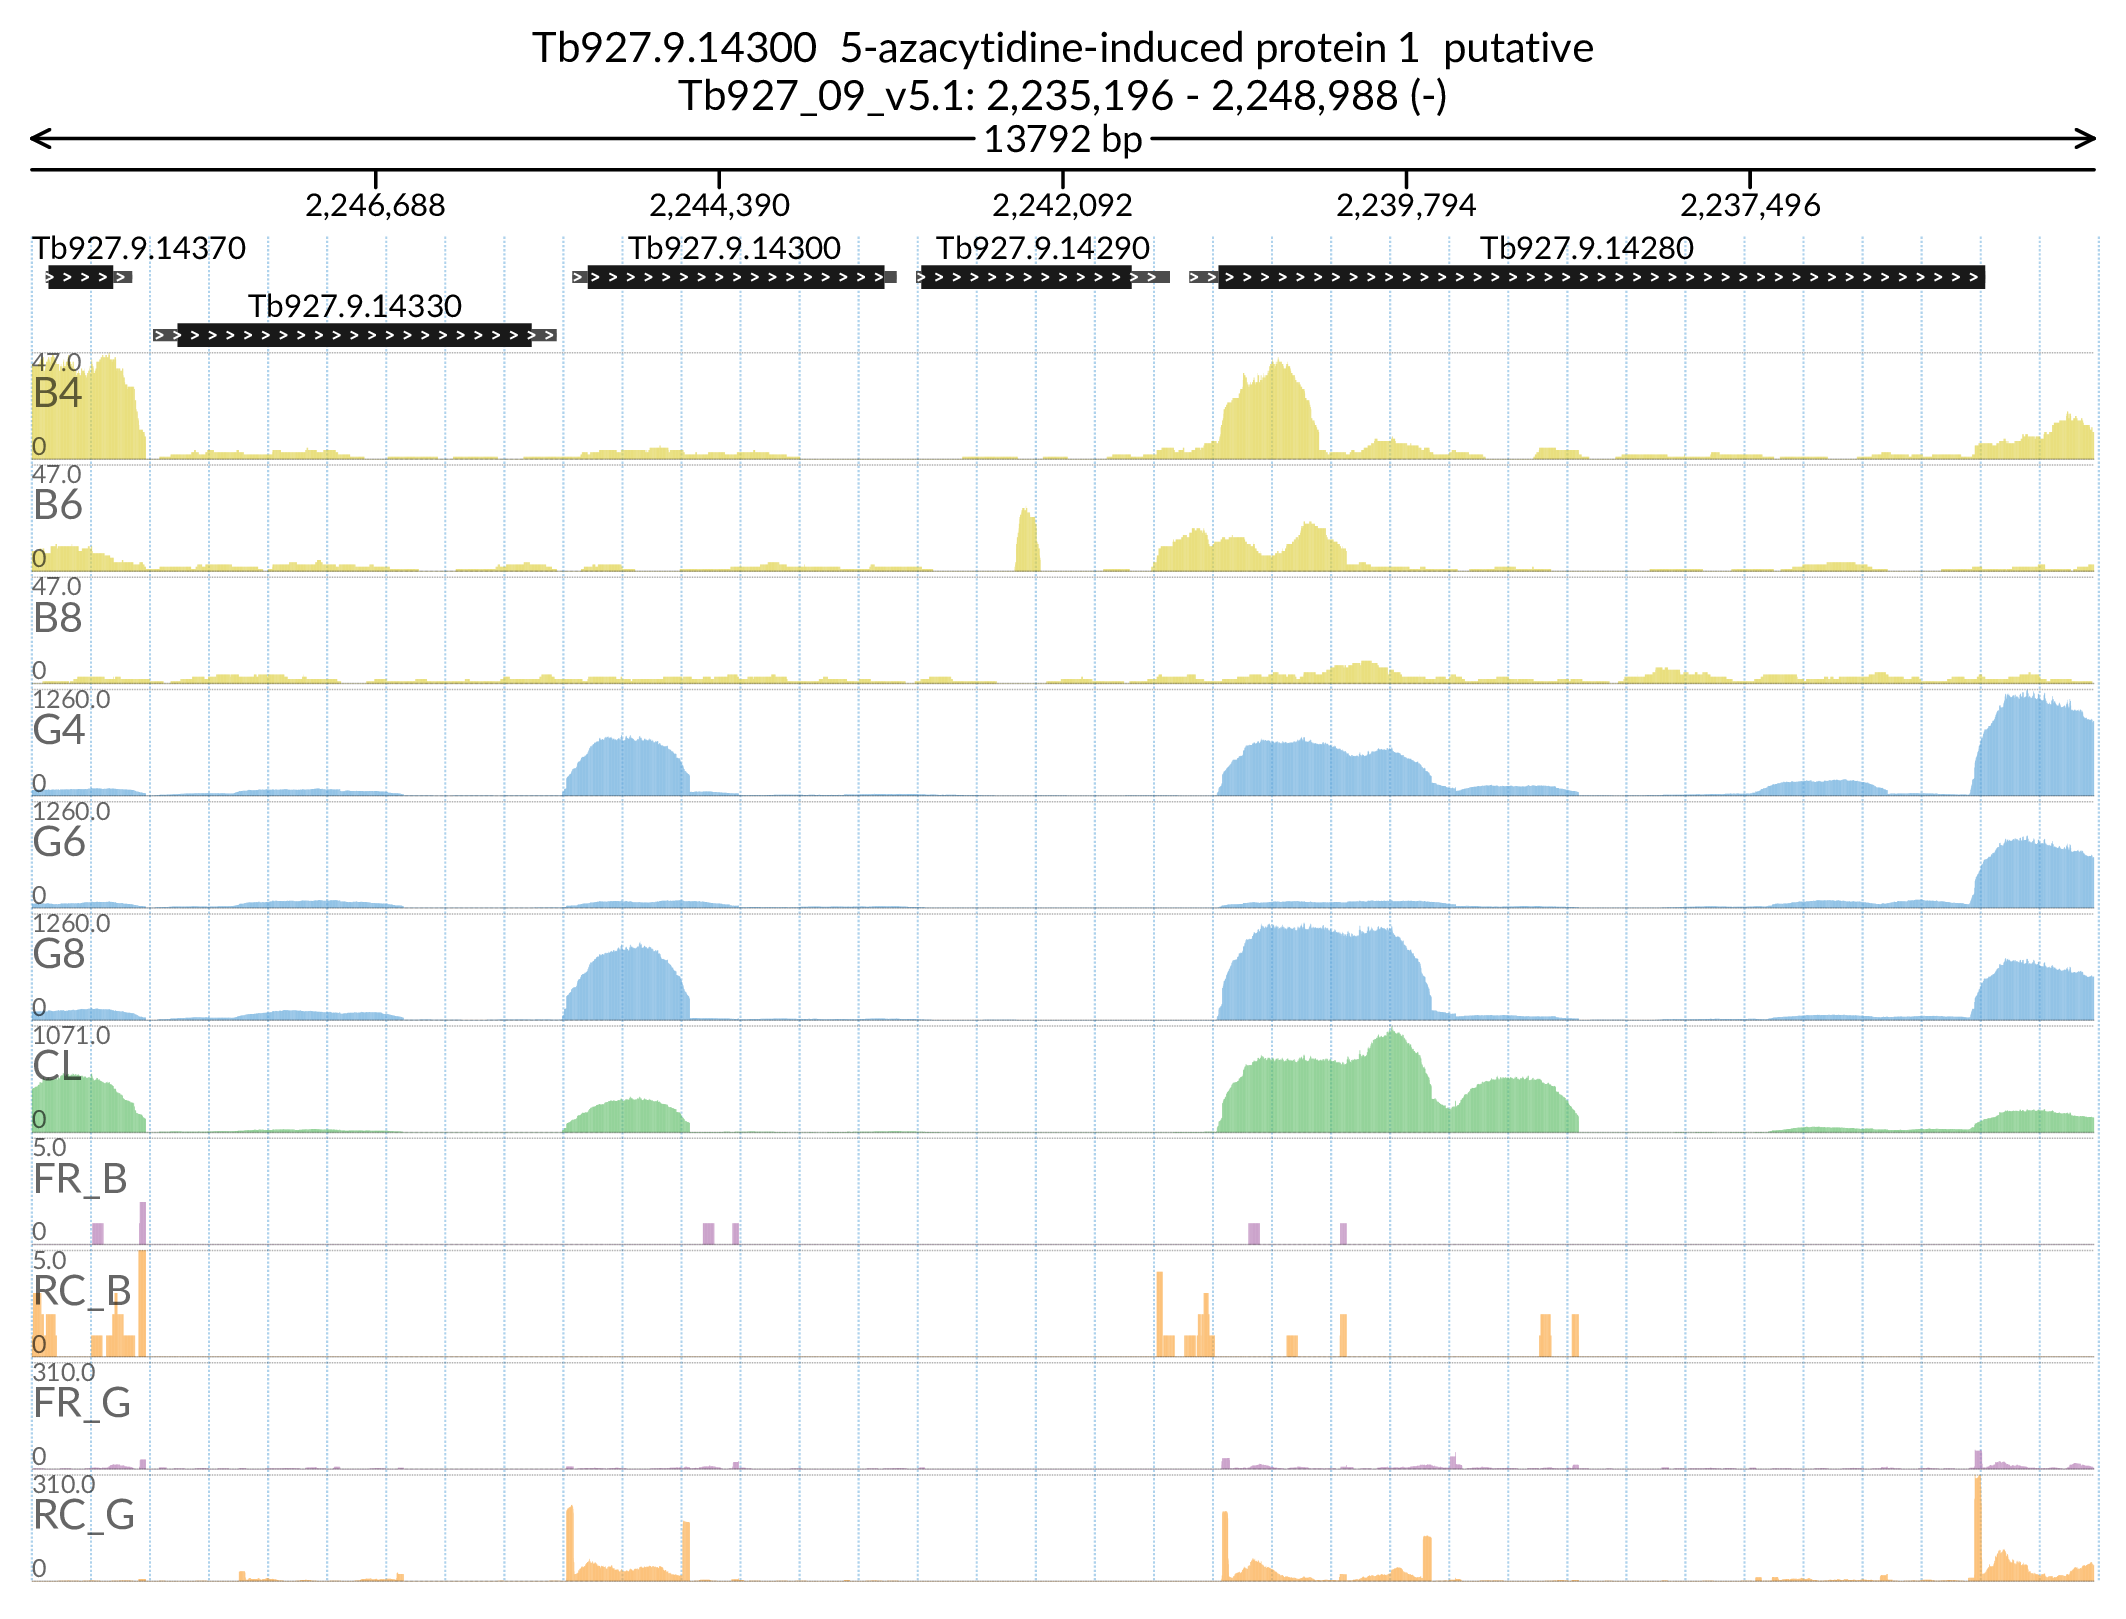 Tb927.9.14300  5-azacytidine-induced protein 1  putative
Tb927_09_v5.1: 2,235,196 - 2,248,988 (-)
13792 bp
2,246,688 2,244,390 2,242,092 2,239,794 2,237,496
Tb927.9.14370 Tb927.9.14300 Tb927.9.14290 Tb927.9.14280
Tb927.9.14330
47.0
B4
0
47.0
B6
0
47.0
B8
0
1260.0
G4
0
1260.0
G6
0
1260.0
G8
0
1071.0
CL
0
5.0
FR_B
0
5.0
RC_B
0
310.0
FR_G
0
310.0
RC_G
0